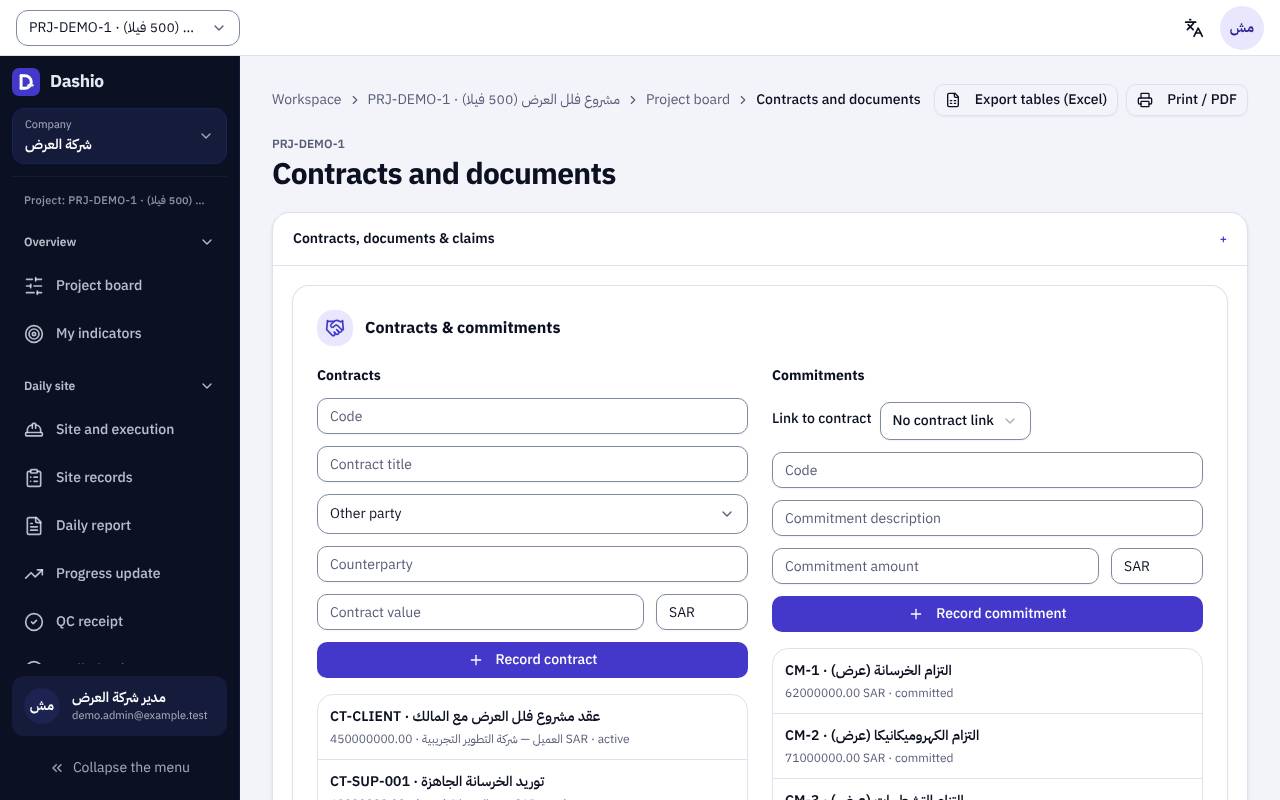 PRJ-DEMO-1 · (500 فيلا) ...
مش
Dashio
Company
شركة العرض
Project: PRJ-DEMO-1 · (500 فيلا) ...
Overview
Project board
My indicators
Daily site
Site and execution
Site records
Daily report
Progress update
QC receipt
مش
مدير شركة العرض
demo.admin@example.test
Collapse the menu
Workspace
PRJ-DEMO-1 · مشروع فلل العرض (500 فيلا)
Project board
Contracts and documents
Export tables (Excel)
Print / PDF
PRJ-DEMO-1
Contracts and documents
Contracts, documents & claims
+
Contracts & commitments
Contracts
Code
Contract title
Other party
Counterparty
Contract value
SAR
Record contract
CT-CLIENT · عقد مشروع فلل العرض مع المالك
العميل — شركة التطوير التجريبية · 450000000.00 SAR · active
CT-SUP-001 · توريد الخرسانة الجاهزة
Commitments
Link to contract
No contract link
Code
Commitment description
Commitment amount
SAR
Record commitment
CM-1 · التزام الخرسانة (عرض)
62000000.00 SAR · committed
CM-2 · التزام الكهروميكانيكا (عرض)
71000000.00 SAR · committed